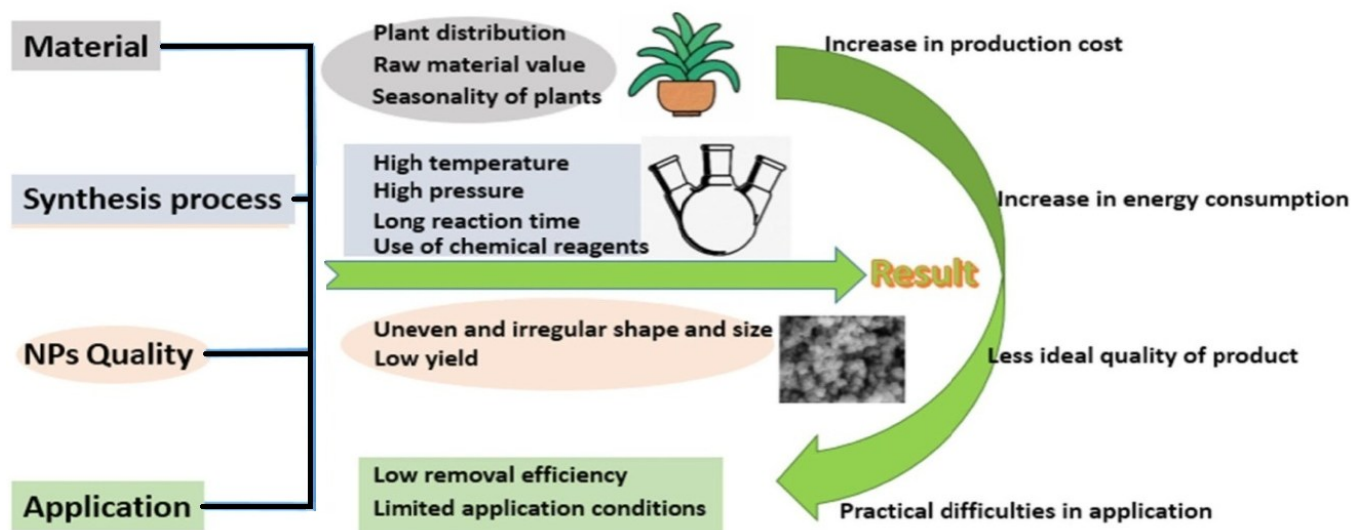 Material
Plant distribution
Raw material value
Seasonality of plants
Increase in production cost
Synthesis process
High temperature
High pressure
Long reaction time
Use of chemical reagents
Increase in energy consumption
Result
NPs Quality
Uneven and irregular shape and size
Low yield
Less ideal quality of product
Application
Low removal efficiency
Limited application conditions
Practical difficulties in application